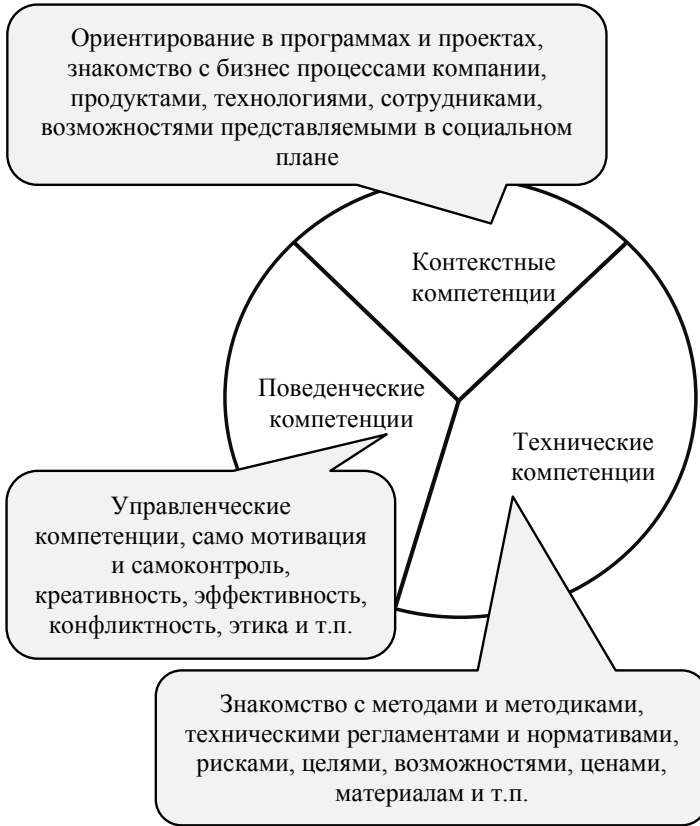 Ориентирование в программах и проектах,
знакомство с бизнес процессами компании,
продуктами, технологиями, сотрудниками,
возможностями представляемыми в социальном
плане
Контекстные
компетенции
Поведенческие
компетенции
Технические
компетенции
Управленческие
компетенции, само мотивация
и самоконтроль,
креативность, эффективность,
конфликтность, этика и т.п.
Знакомство с методами и методиками,
техническими регламентами и нормативами,
рисками, целями, возможностями, ценами,
материалам и т.п.